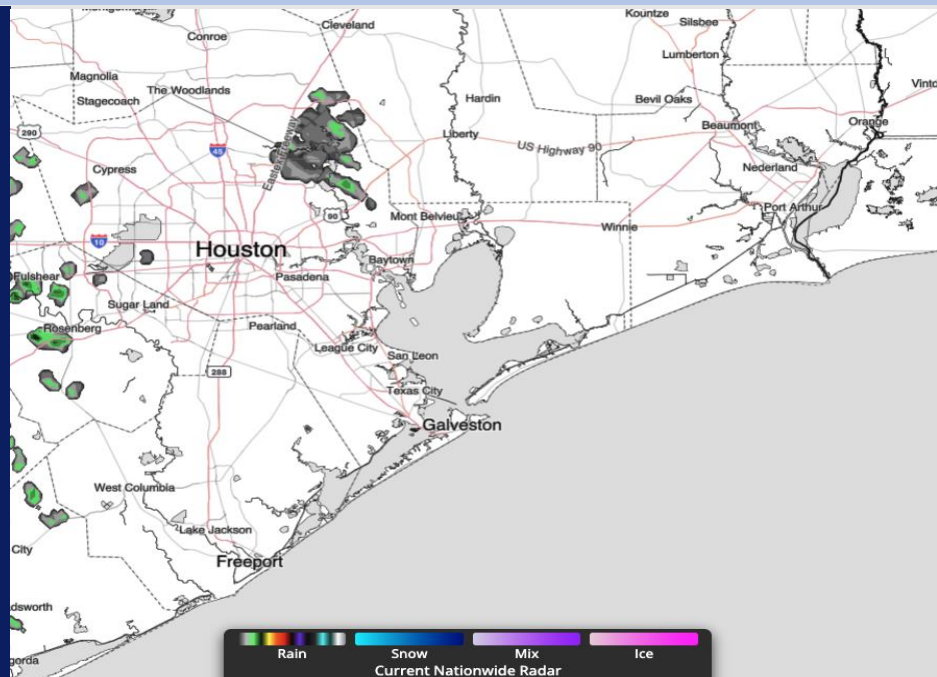 Cleveland
Kountze
Silsbee
Conroe
Lumberton
Magnolia
The Woodlands
Vinto
Stagecoach
Hardin
Bevil Oaks
Orange
Beaumont
290
Liberty
45
US Highway 90
Cypress
Nederland
90
Mont Belvieu
Port Arthur
Winnie
10
Houston
Baytown
Fulshear
Pasadena
Sugar Land
Rosenberg
Pearland
League City
San Leon
288
Texas City
Galveston
West Columbia
Lake Jackson
City
Freeport
dsworth
gorda
Rain
Snow
Mix
Ice
Current Nationwide Radar